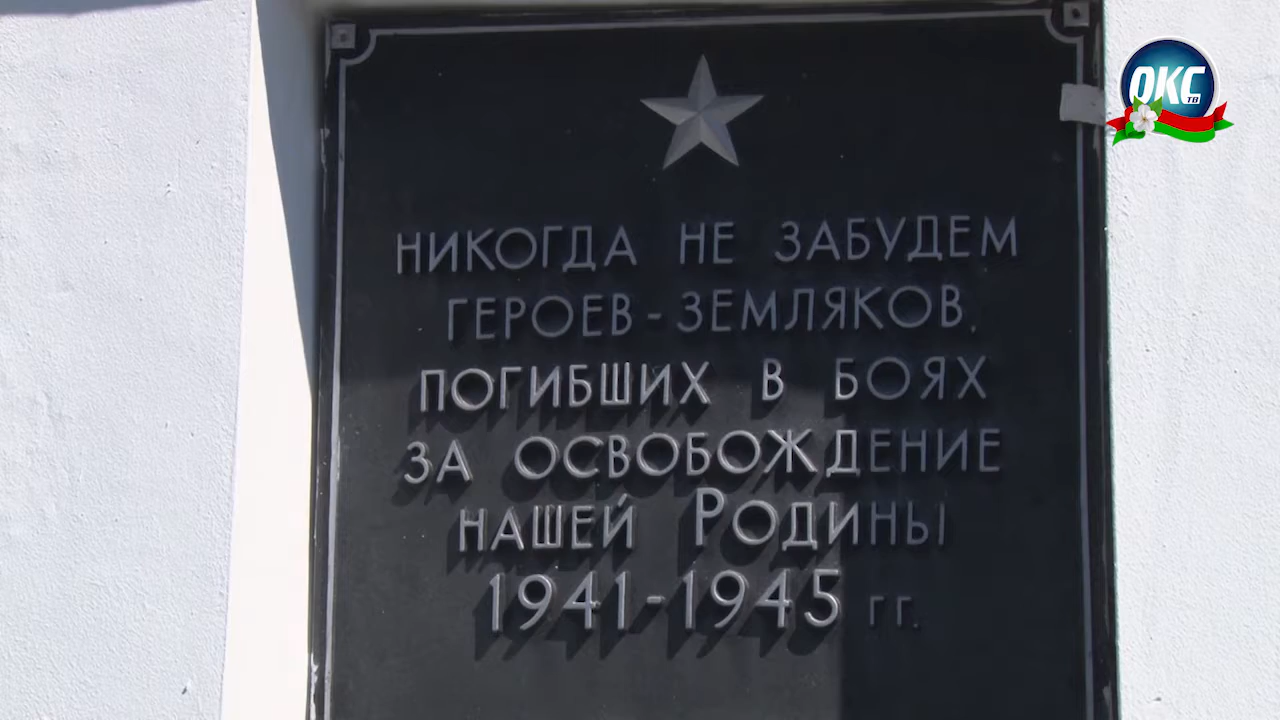 ОКС
ТВ
НИКОГДА НЕ ЗАБУДЕМ
ГЕРОЕВ-ЗЕМЛЯКОВ,
ПОГИБШИХ В БОЯХ
ЗА ОСВОБОЖДЕНИЕ
НАШЕЙ РОДИНЫ
1941-1945 гг.